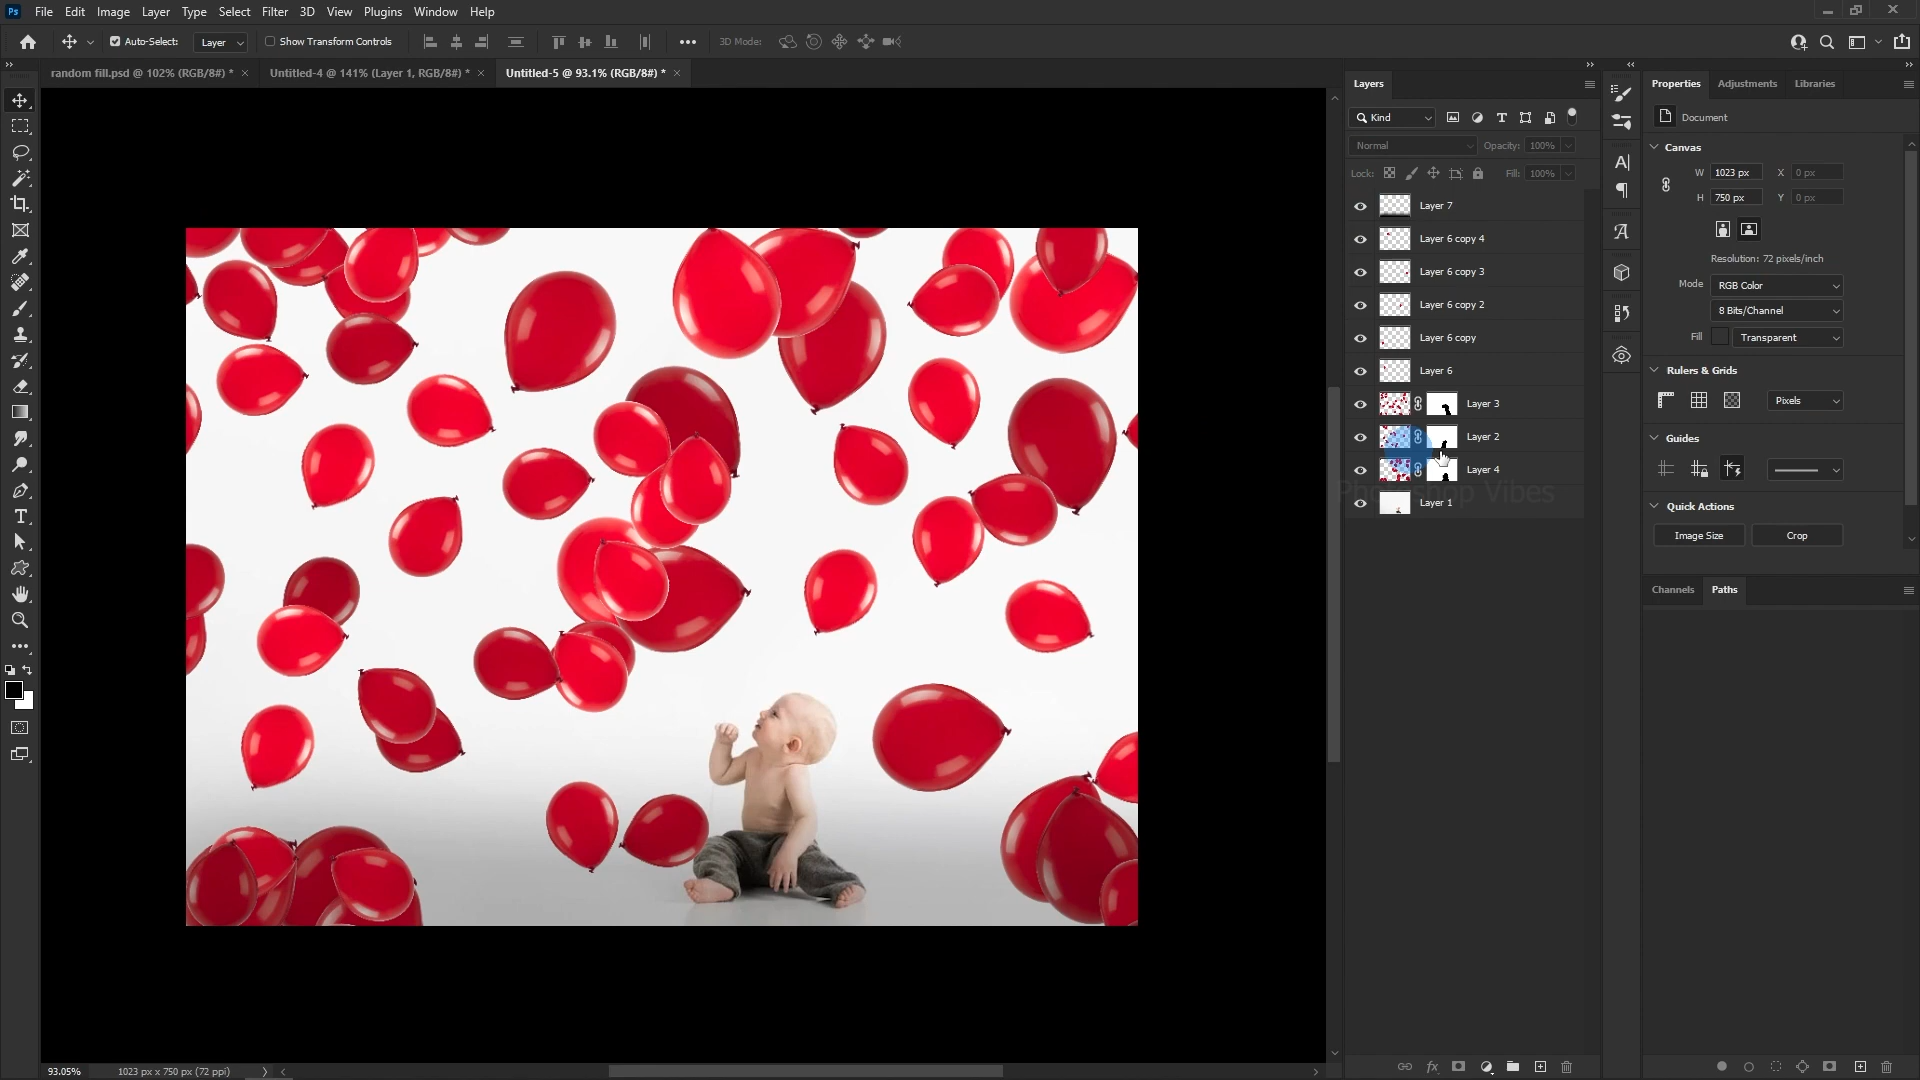 Ps File Edit Image Layer Type Select Filter 3D View Plugins Window Help
Auto-Select: Layer Show Transform Controls 3D Mode:
random fill.psd @ 102% (RGB/8#) * × Untitled-4 @ 141% (Layer 1, RGB/8#) * × Untitled-5 @ 93.1% (RGB/8#) * ×
Layers
Kind
Normal Opacity: 100%
Lock: Fill: 100%
Layer 7
Layer 6 copy 4
Layer 6 copy 3
Layer 6 copy 2
Layer 6 copy
Layer 6
Layer 3
Layer 2
Layer 4
Photoshop Vibes
Layer 1
Properties Adjustments Libraries
Document
Canvas
W 1023 px X 0 px
H 750 px Y 0 px
Resolution: 72 pixels/inch
Mode RGB Color
8 Bits/Channel
Fill Transparent
Rulers & Grids
Pixels
Guides
Quick Actions
Image Size Crop
Channels Paths
93.05% 1023 px x 750 px (72 ppi)